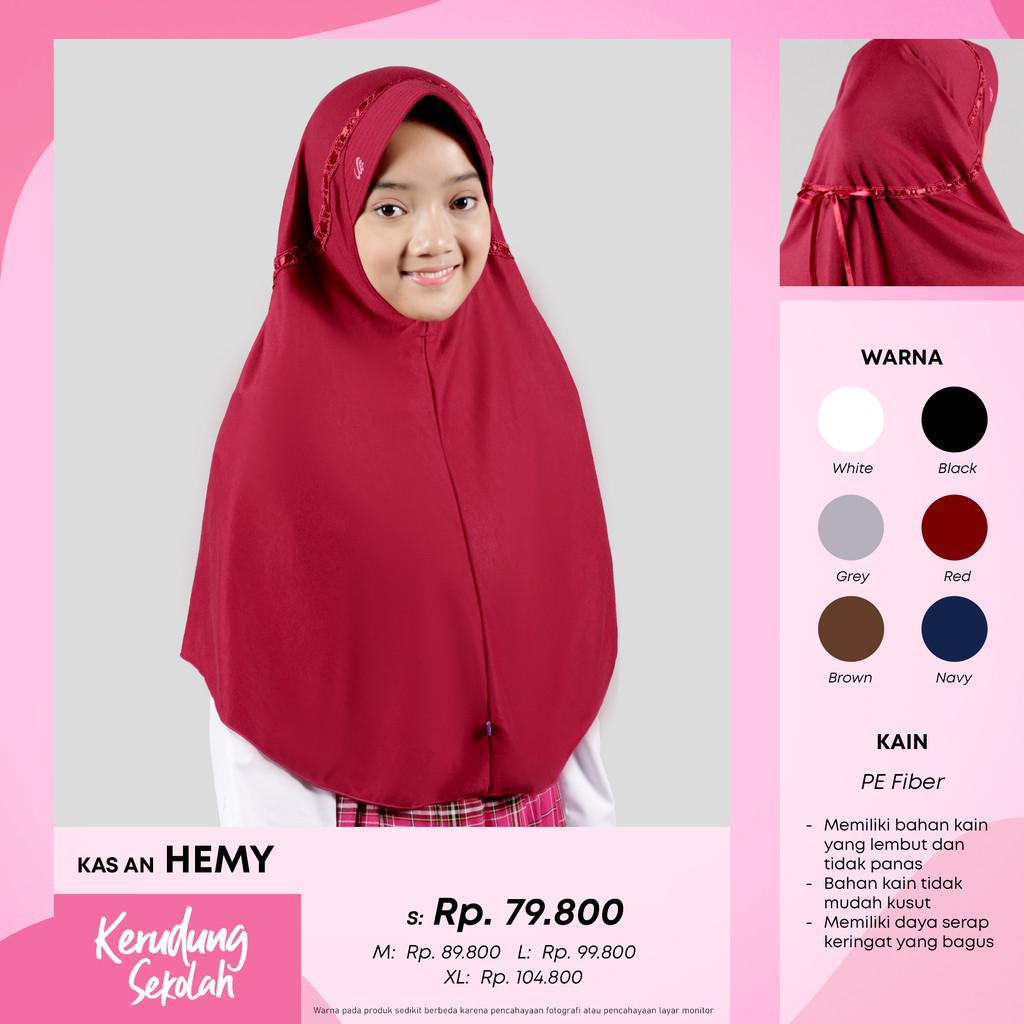 WARNA
White
Black
Grey
Red
Brown
Navy
KAIN
PE Fiber
- Memiliki bahan kain
yang lembut dan
tidak panas
- Bahan kain tidak
mudah kusut
- Memiliki daya serap
keringat yang bagus
KAS AN HEMY
Kerudung
Sekolah
S: Rp. 79.800
M: Rp. 89.800 L: Rp. 99.800
XL: Rp. 104.800
Warna pada produk sedikit berbeda karena pencahayaan fotografi atau pencahayaan layar monitor